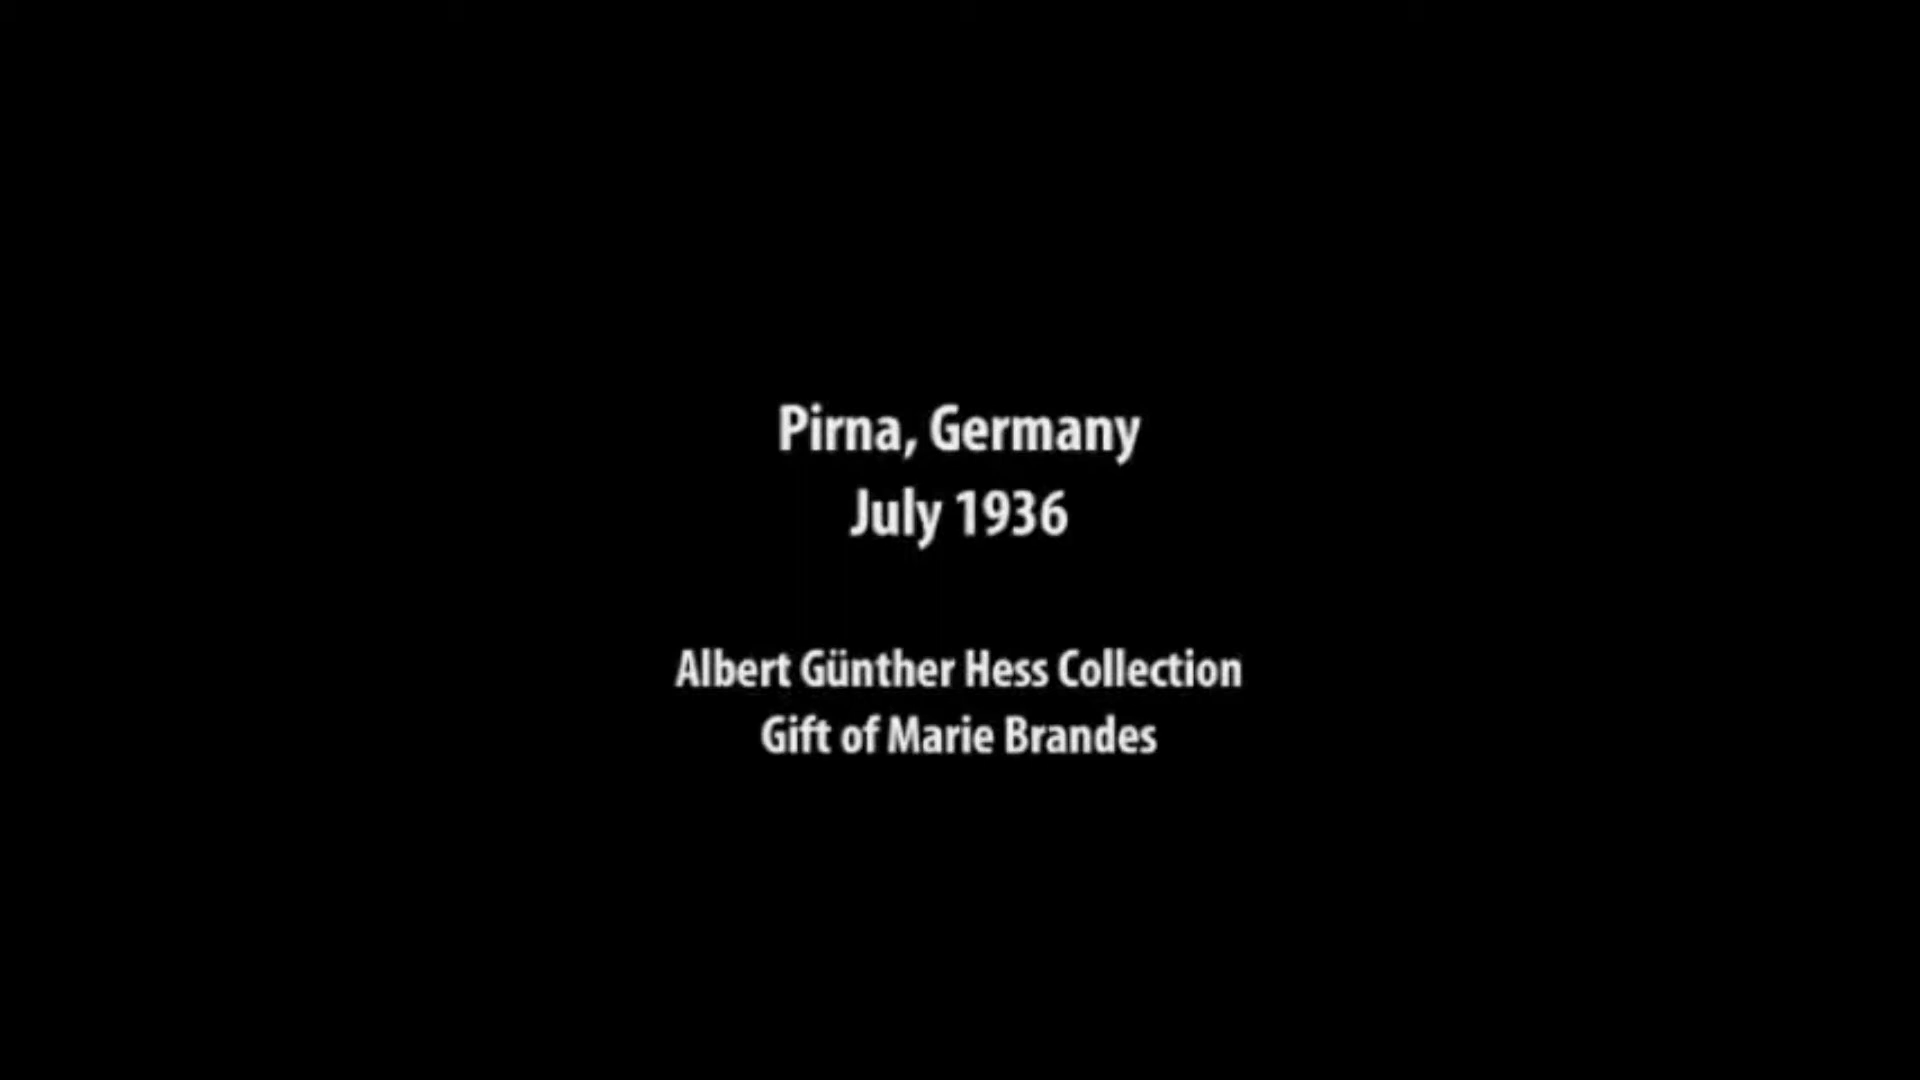 Pirna, Germany
July 1936
Albert Günther Hess Collection
Gift of Marie Brandes